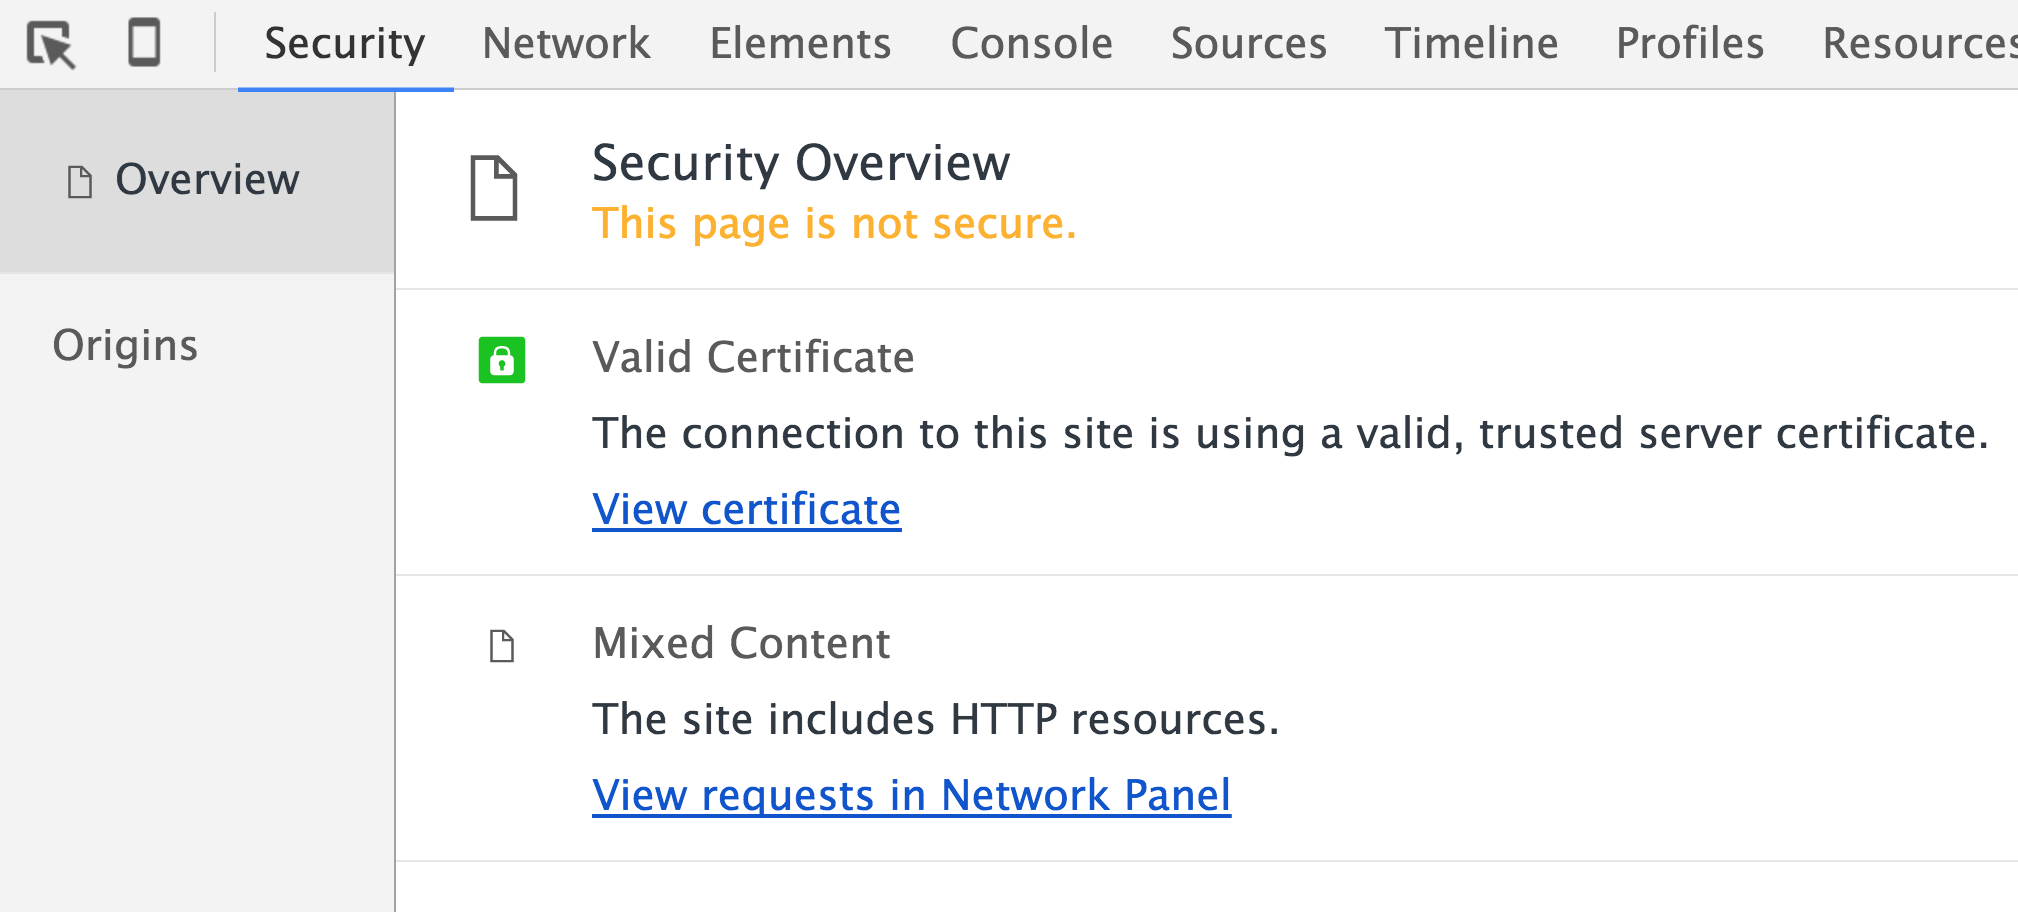 Security Network Elements Console Sources Timeline Profiles Resources
Overview
Origins
Security Overview
This page is not secure.
Valid Certificate
The connection to this site is using a valid, trusted server certificate.
View certificate
Mixed Content
The site includes HTTP resources.
View requests in Network Panel